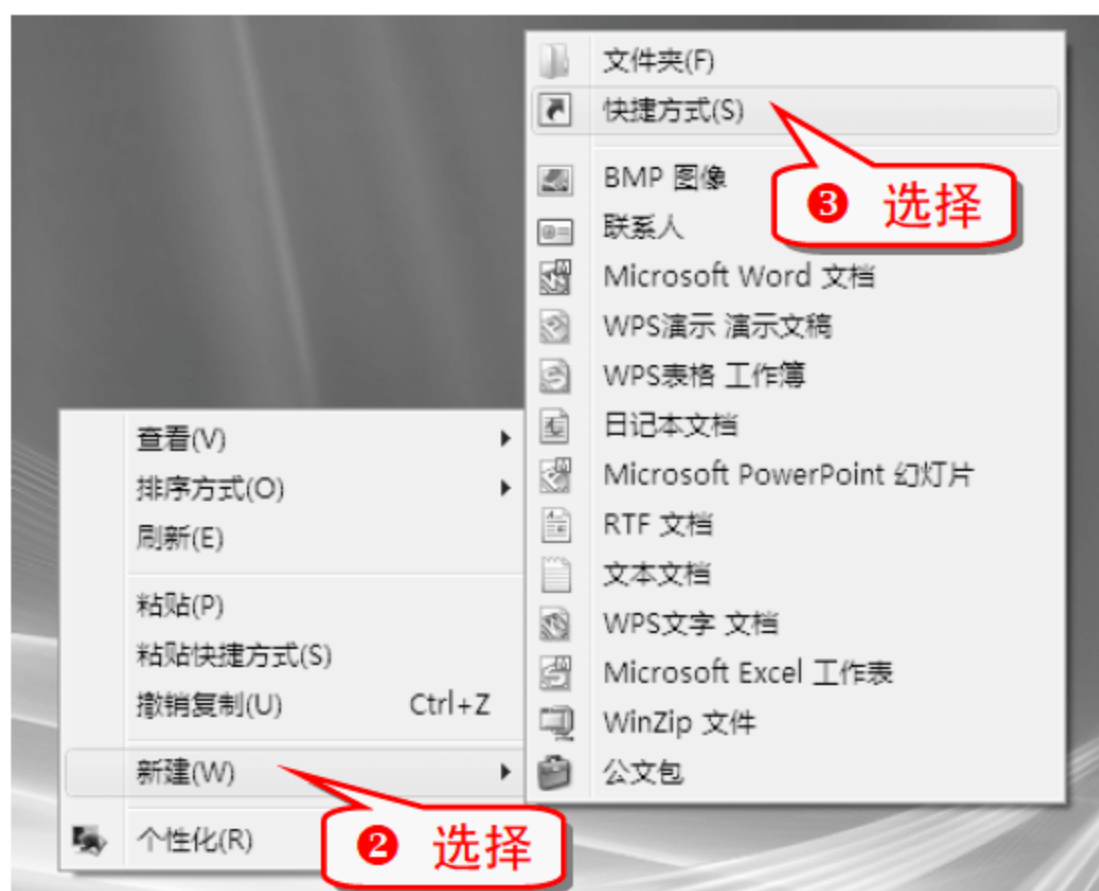 文件夹(F)
快捷方式(S)
BMP 图像
❸ 选择
联系人
Microsoft Word 文档
WPS演示 演示文稿
WPS表格 工作簿
日记本文档
Microsoft PowerPoint 幻灯片
RTF 文档
文本文档
WPS文字 文档
Microsoft Excel 工作表
WinZip 文件
公文包
查看(V)
排序方式(O)
刷新(E)
粘贴(P)
粘贴快捷方式(S)
撤销复制(U) Ctrl+Z
新建(W)
❷ 选择
个性化(R)